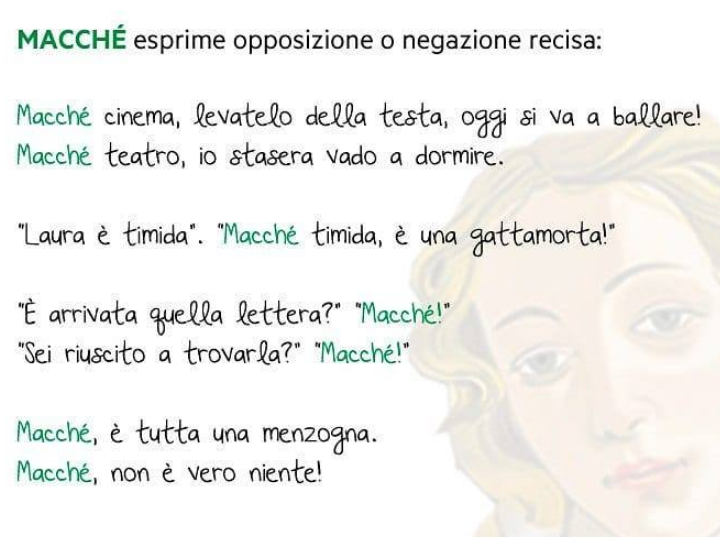 MACCHÉ esprime opposizione o negazione recisa:
Macché cinema, levatelo della testa, oggi si va a ballare!
Macché teatro, io stasera vado a dormire.
"Laura è timida". "Macché timida, è una gattamorta!"
"È arrivata quella lettera?" "Macché!"
"Sei riuscito a trovarla?" "Macché!"
Macché, è tutta una menzogna.
Macché, non è vero niente!